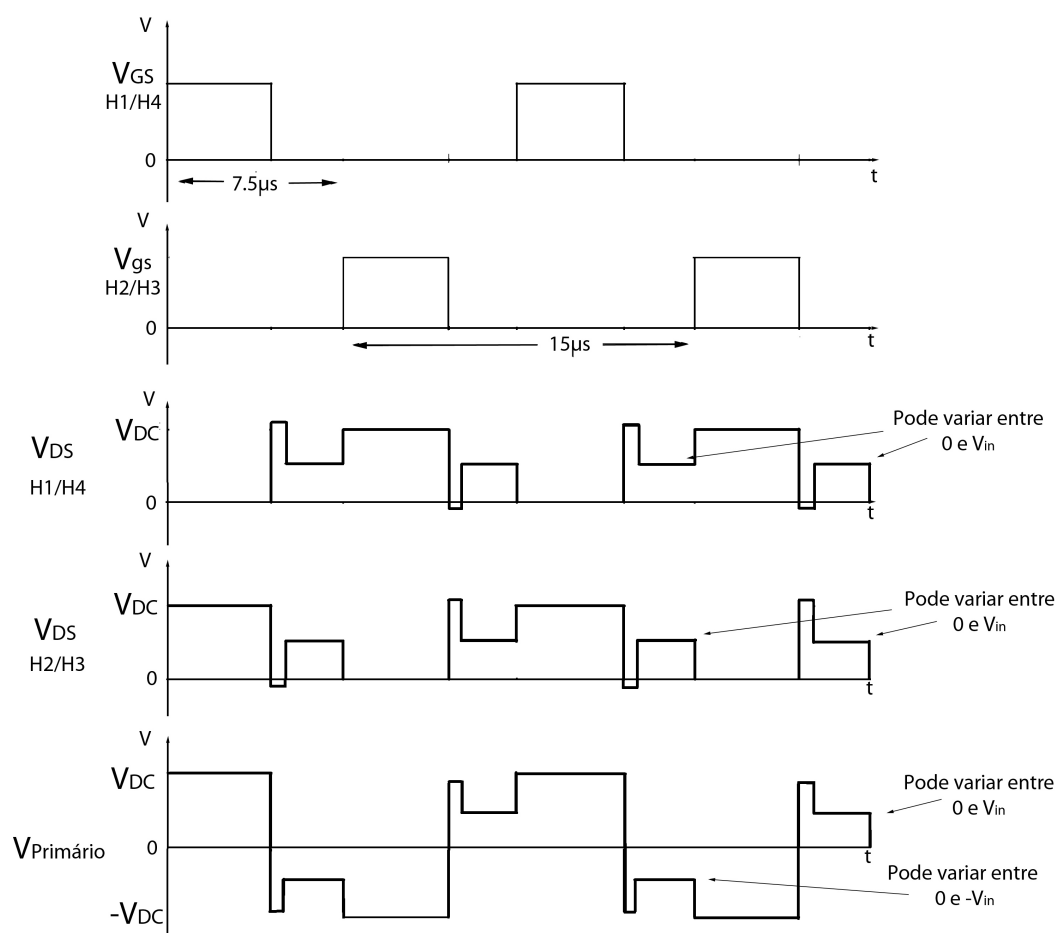 V
VGS
H1/H4
0
7.5µs
t
V
Vgs
H2/H3
0
15µs
t
V
VDC
VDS
H1/H4
0
Pode variar entre
0 e Vin
t
V
VDC
VDS
H2/H3
0
Pode variar entre
0 e Vin
t
V
VDC
VPrimário
0
-VDC
Pode variar entre
0 e Vin
t
Pode variar entre
0 e -Vin